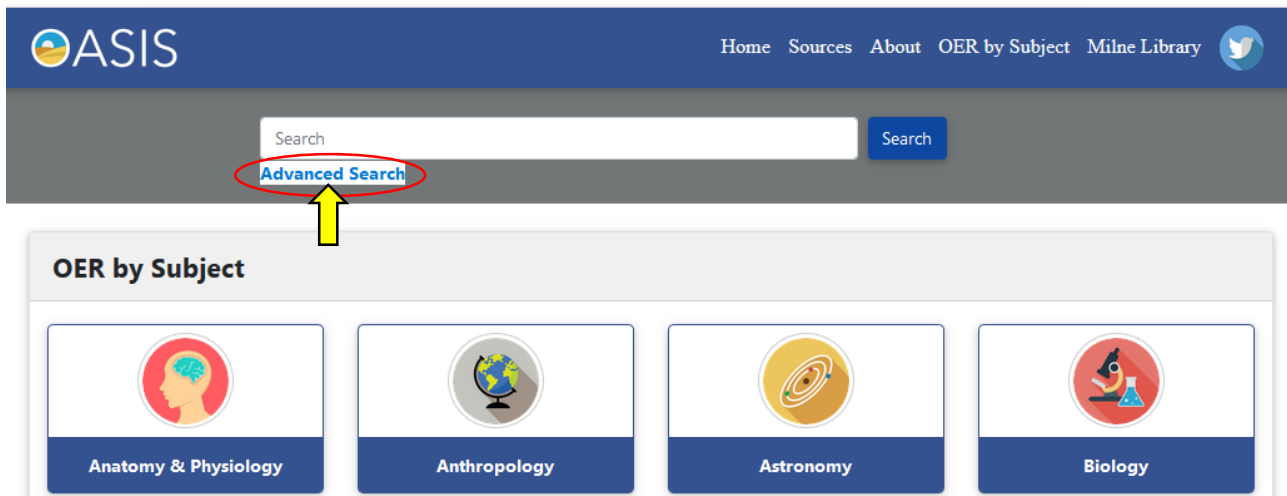 OASIS
Home Sources About OER by Subject Milne Library
Search Search
Advanced Search
OER by Subject
Anatomy & Physiology Anthropology Astronomy Biology